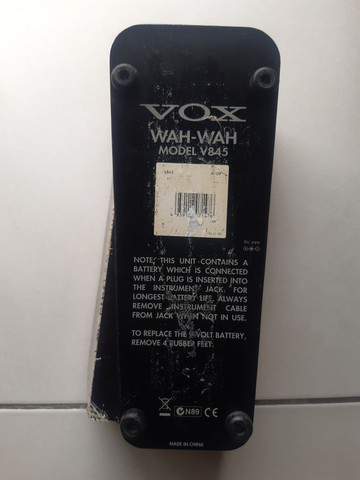 VOX
WAH-WAH
MODEL V845
V845
NOTE, THIS UNIT CONTAINS A
BATTERY WHICH IS CONNECTED
WHEN A PLUG IS INSERTED INTO
THE INSTRUMENT JACK. FOR
LONGEST BATTERY LIFE, ALWAYS
REMOVE INSTRUMENT CABLE
FROM JACK WHEN NOT IN USE.
TO REPLACE THE 9-VOLT BATTERY,
REMOVE 4 RUBBER FEET.
N89 CE
MADE IN CHINA